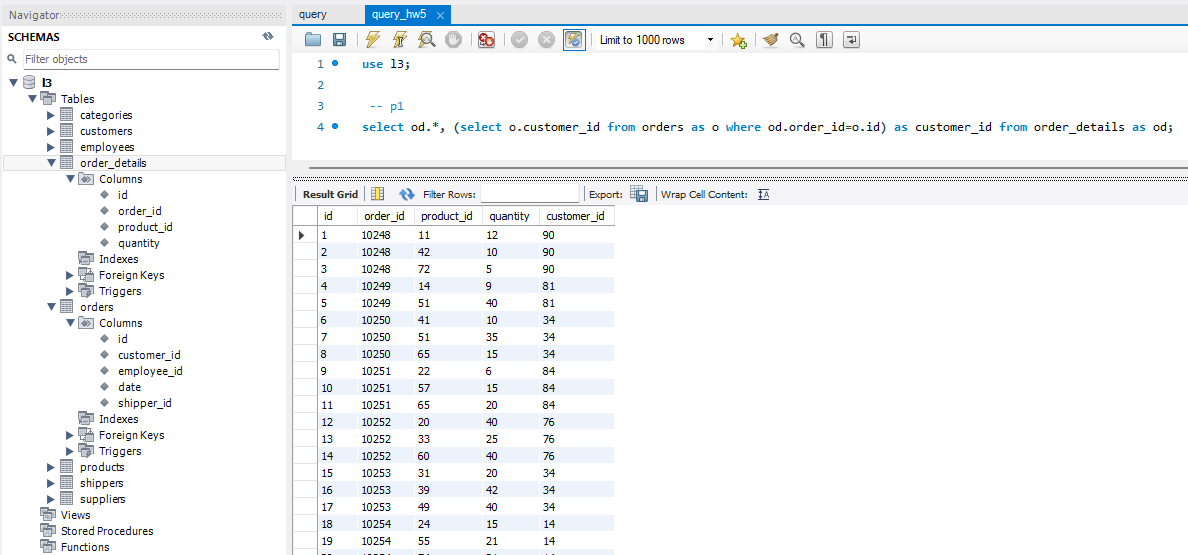 Navigator
SCHEMAS
Filter objects
l3
Tables
categories
customers
employees
order_details
Columns
id
order_id
product_id
quantity
Indexes
Foreign Keys
Triggers
orders
Columns
id
customer_id
employee_id
date
shipper_id
Indexes
Foreign Keys
Triggers
products
shippers
suppliers
Views
Stored Procedures
Functions
query query_hw5
Limit to 1000 rows
1 use l3;
2
3 -- p1
4 select od.*, (select o.customer_id from orders as o where od.order_id=o.id) as customer_id from order_details as od;
Result Grid Filter Rows: Export: Wrap Cell Content:
id order_id product_id quantity customer_id
1 10248 11 12 90
2 10248 42 10 90
3 10248 72 5 90
4 10249 14 9 81
5 10249 51 40 81
6 10250 41 10 34
7 10250 51 35 34
8 10250 65 15 34
9 10251 22 6 84
10 10251 57 15 84
11 10251 65 20 84
12 10252 20 40 76
13 10252 33 25 76
14 10252 60 40 76
15 10253 31 20 34
16 10253 39 42 34
17 10253 49 40 34
18 10254 24 15 14
19 10254 55 21 14